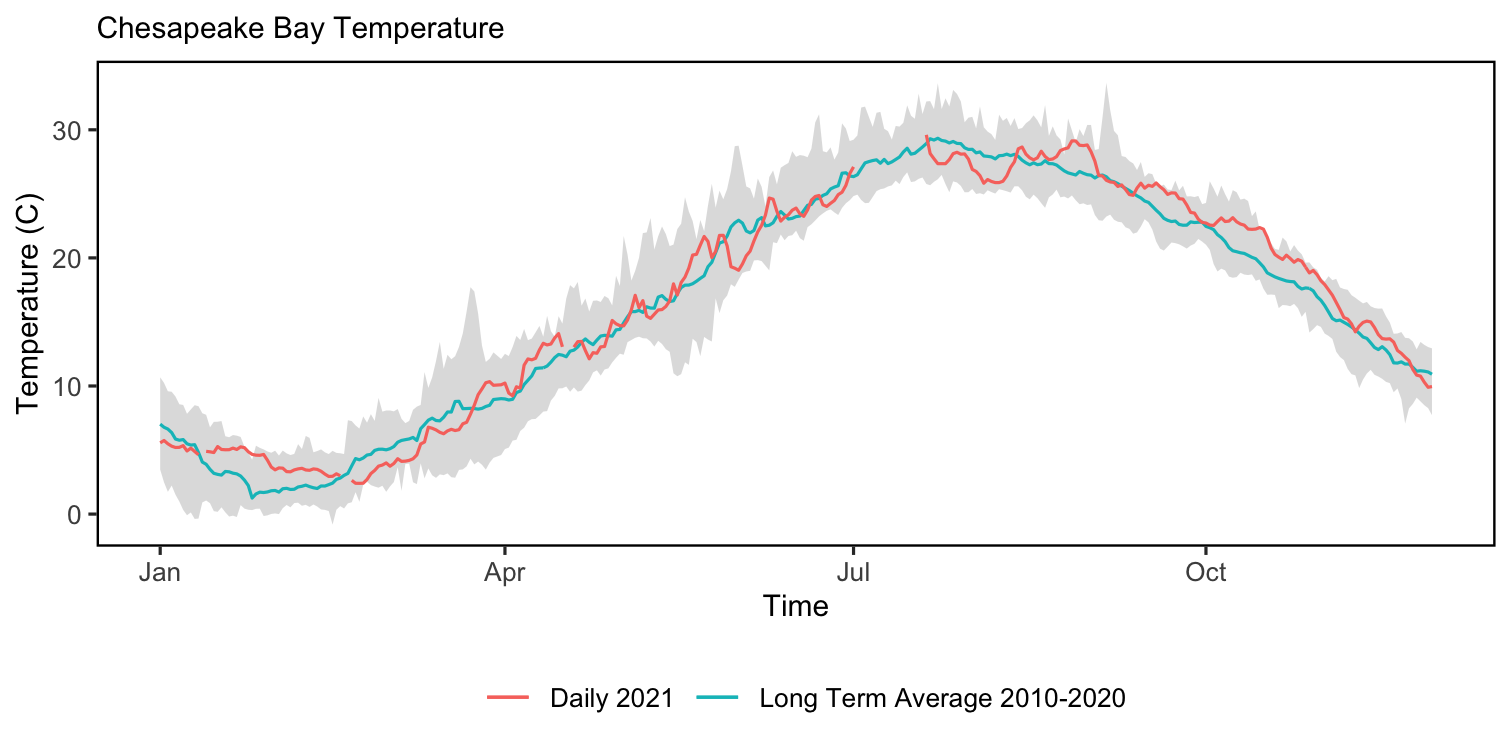 Chesapeake Bay Temperature
Temperature (C)
30
20
10
0
Jan Apr Jul Oct
Time
Daily 2021 Long Term Average 2010-2020